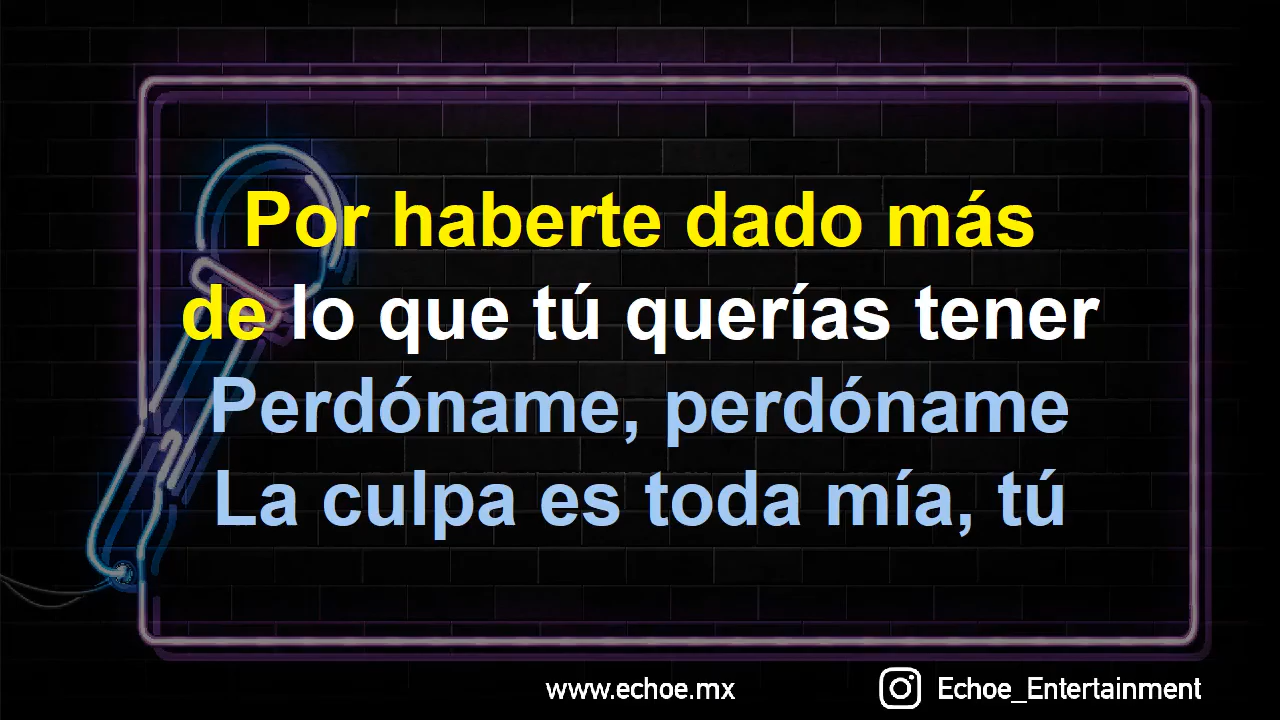 Por haberte dado más
de lo que tú querías tener
Perdóname, perdóname
La culpa es toda mía, tú
www.echoe.mx
Echoe_Entertainment